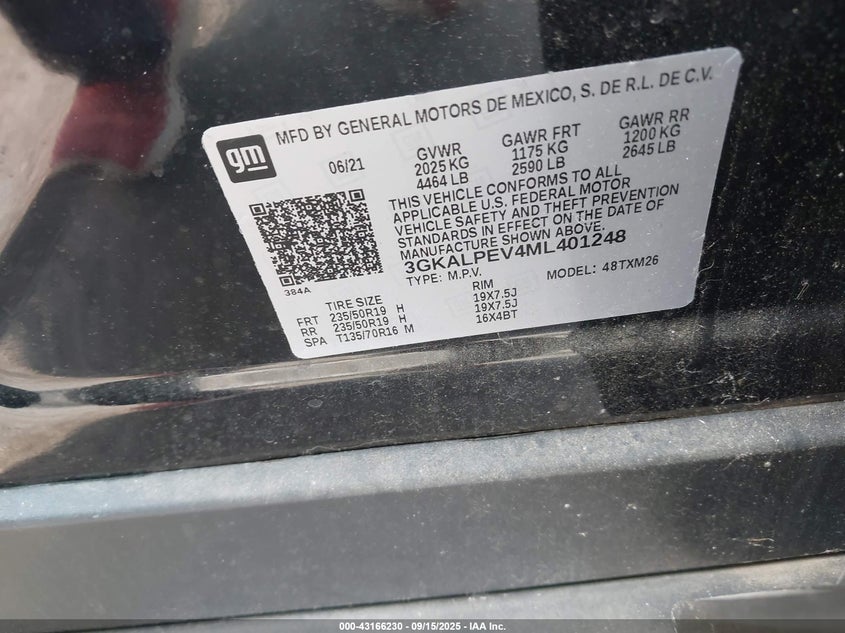 gm
MFD BY GENERAL MOTORS DE MEXICO, S. DE R.L. DE C.V.
06/21 GVWR GAWR FRT GAWR RR
2025 KG 1175 KG 1200 KG
4464 LB 2590 LB 2645 LB
THIS VEHICLE CONFORMS TO ALL
APPLICABLE U.S. FEDERAL MOTOR
VEHICLE SAFETY AND THEFT PREVENTION
STANDARDS IN EFFECT ON THE DATE OF
MANUFACTURE SHOWN ABOVE.
3GKALPEV4ML401248
TYPE: M.P.V. MODEL: 48TXM26
384A
TIRE SIZE RIM
FRT 235/50R19 H 19X7.5J
RR 235/50R19 H 19X7.5J
SPA T135/70R16 M 16X4BT
000-43166230 - 09/15/2025 - IAA Inc.